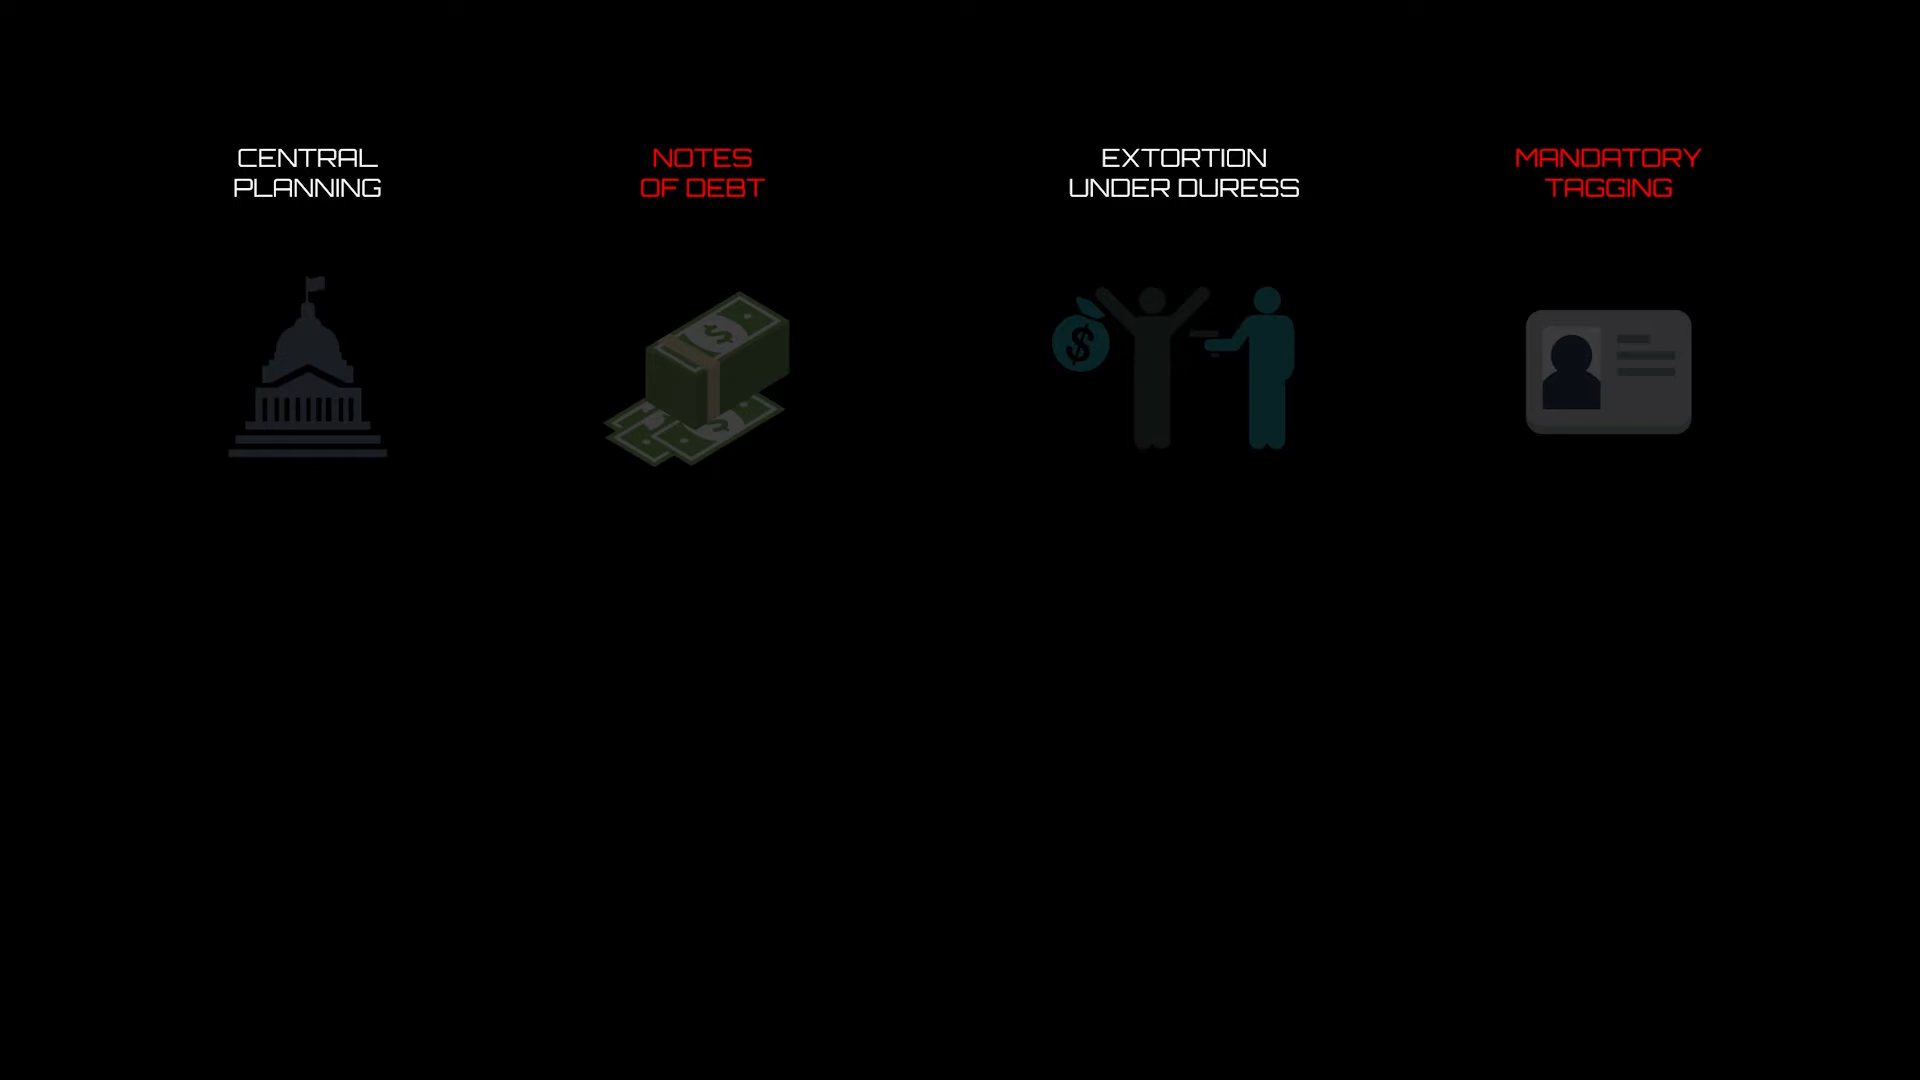 CENTRAL
PLANNING
NOTES
OF DEBT
EXTORTION
UNDER DURESS
MANDATORY
TAGGING
$
$
$